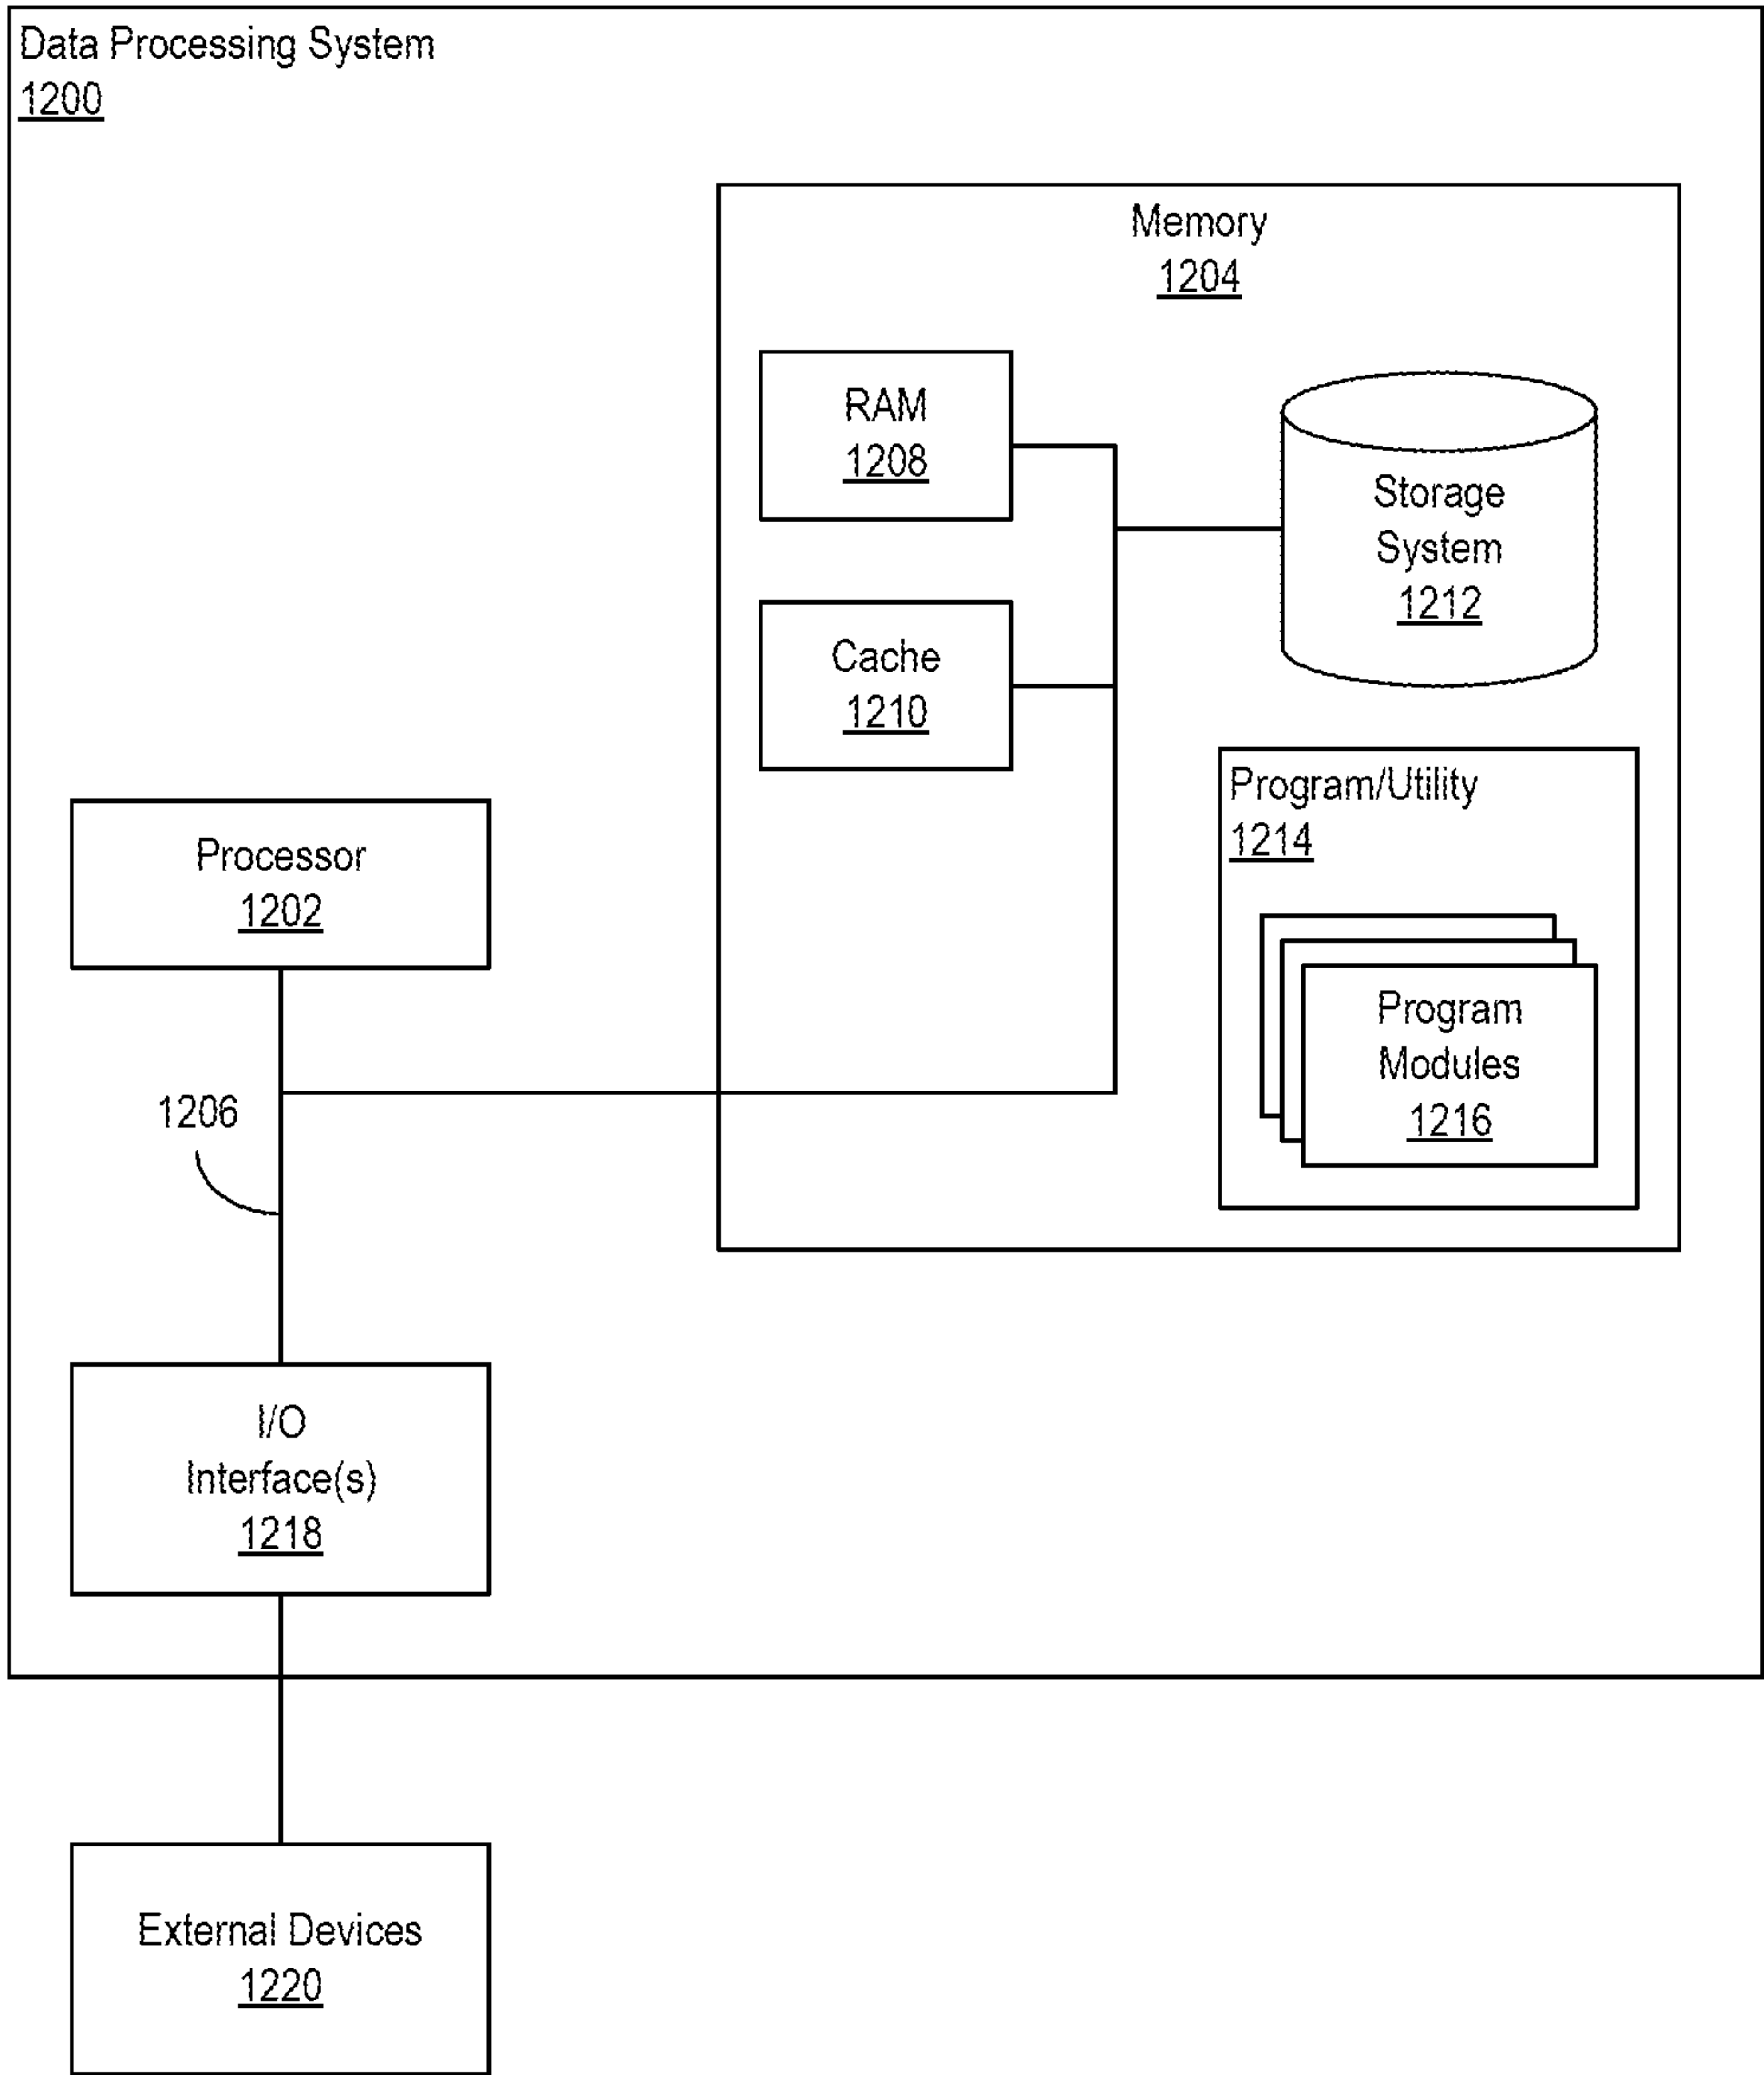 Data Processing System
1200
Memory
1204
RAM
1208
Storage
System
1212
Cache
1210
Program/Utility
1214
Program
Modules
1216
Processor
1202
1206
I/O
Interface(s)
1218
External Devices
1220